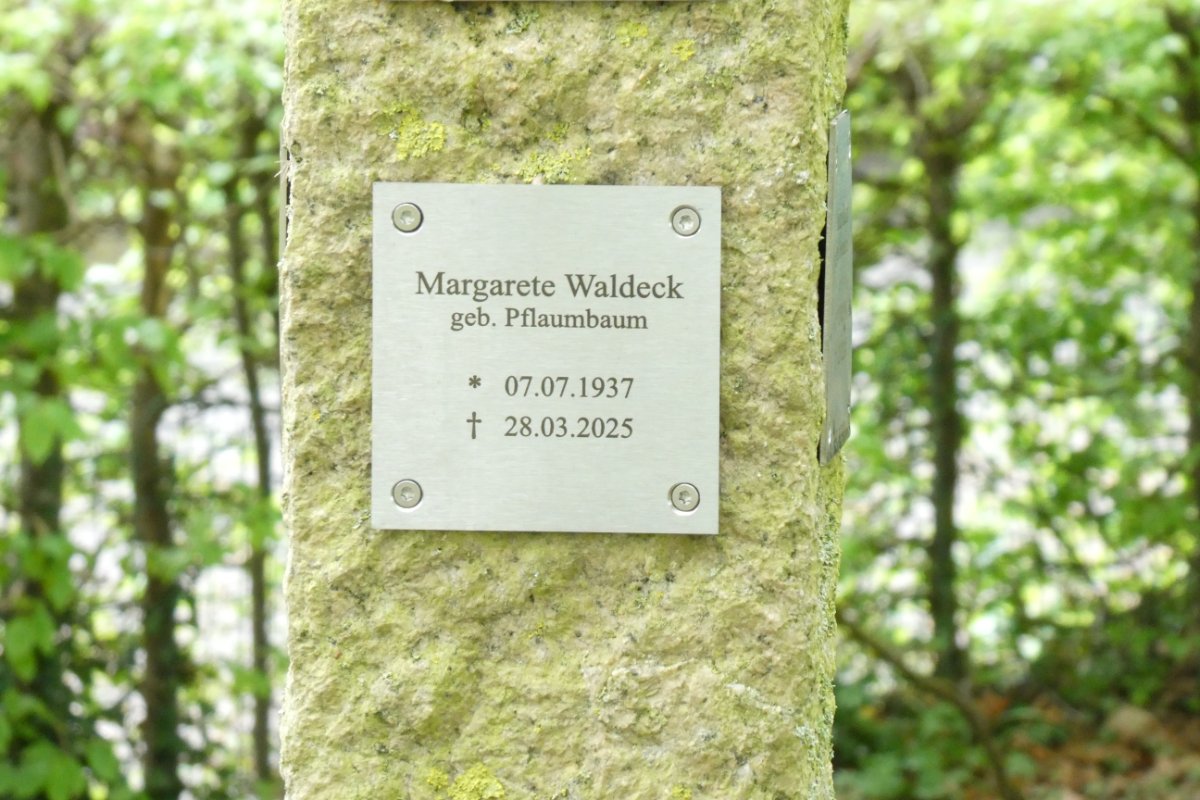 Margarete Waldeck
geb. Pflaumbaum
* 07.07.1937
† 28.03.2025